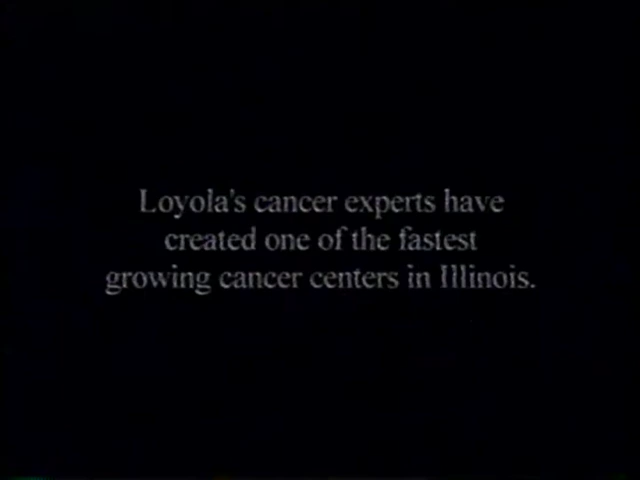 Loyola's cancer experts have
created one of the fastest
growing cancer centers in Illinois.